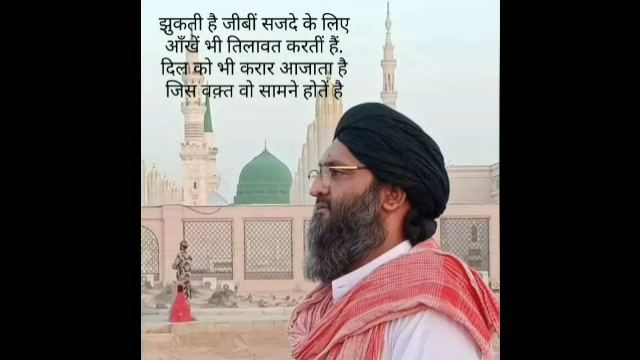 झुकती है जीबीं सजदे के लिए
आँखें भी तिलावत करतीं हैं.
दिल को भी करार आजाता है
जिस वक़्त वो सामने होतें है